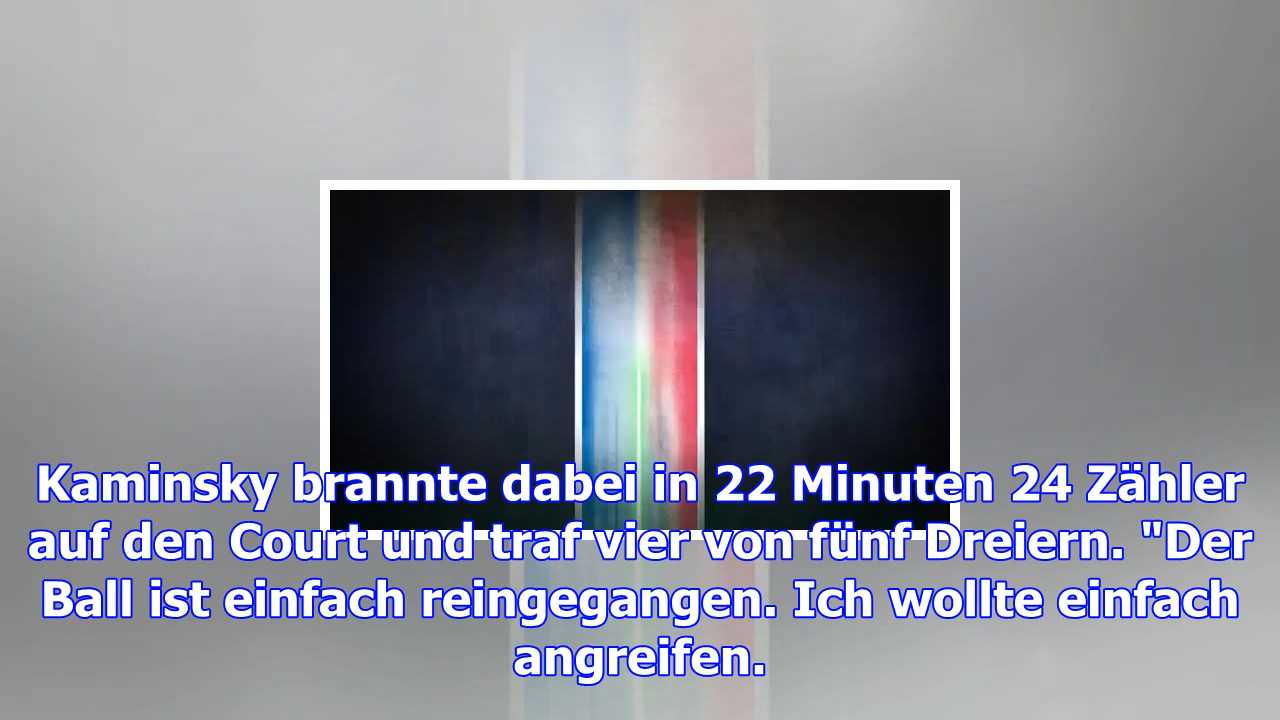 Kaminsky brannte dabei in 22 Minuten 24 Zähler
auf den Court und traf vier von fünf Dreiern. "Der
Ball ist einfach reingegangen. Ich wollte einfach
angreifen.